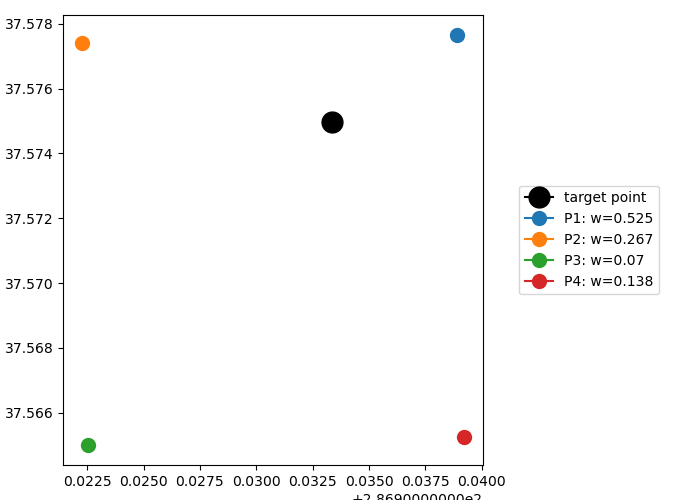 37.578
37.576
37.574
37.572
37.570
37.568
37.566
0.0225 0.0250 0.0275 0.0300 0.0325 0.0350 0.0375 0.0400
+2.8690000000e2
target point
P1: w=0.525
P2: w=0.267
P3: w=0.07
P4: w=0.138